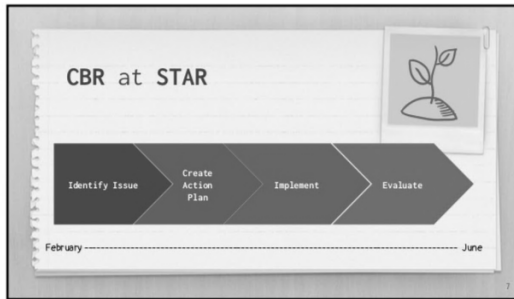 CBR at STAR
Identify Issue
Create
Action
Plan
Implement
Evaluate
February ---------------------------------------------------------------- June
7